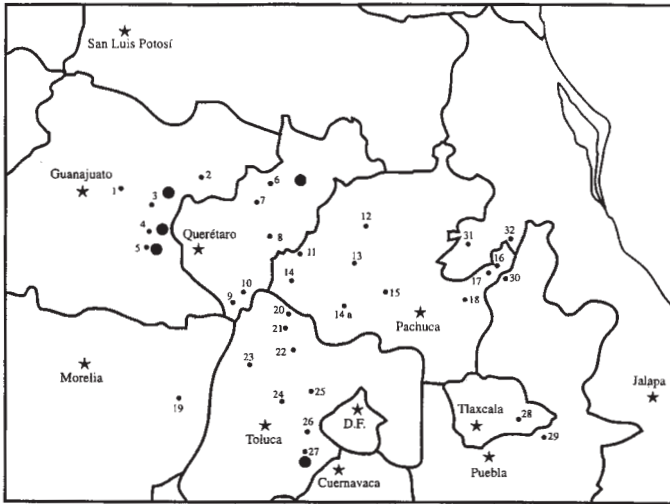 San Luis Potosí
Guanajuato
1
2
3
4
5
6
7
8
Querétaro
9
10
11
12
13
14
14 a
15
31
32
16
17
30
18
Pachuca
20
21
22
23
24
25
Morelia
19
Toluca
26
27
D.F.
Cuernavaca
Tlaxcala
28
29
Puebla
Jalapa